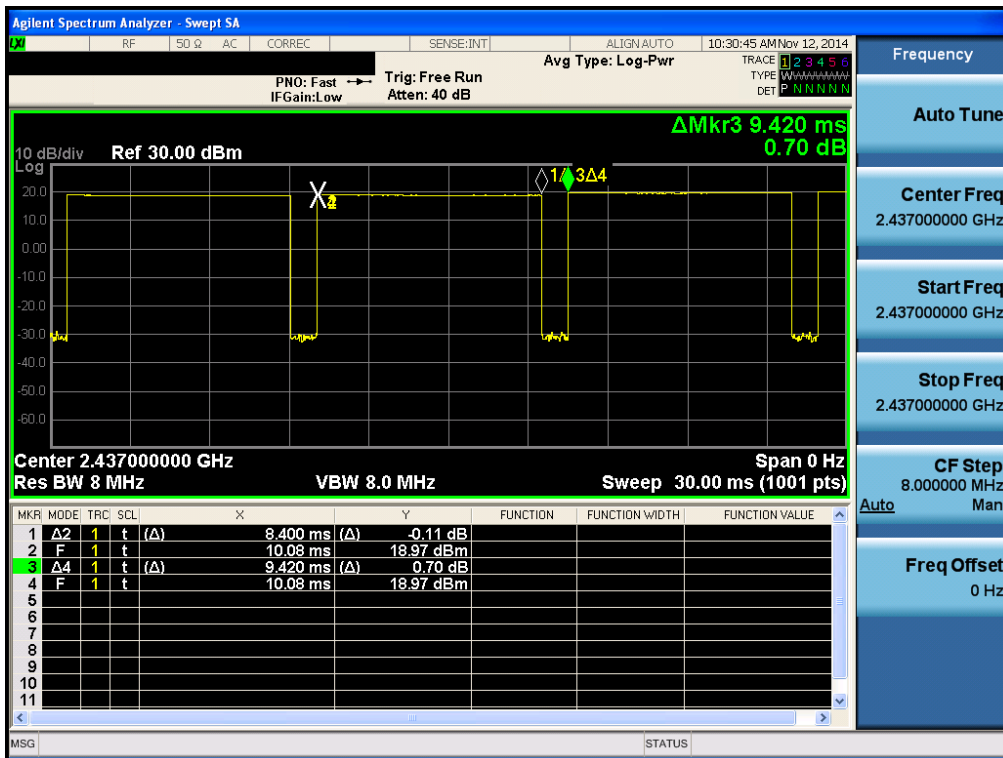 Agilent Spectrum Analyzer - Swept SA
LXI RF 50 Ω AC CORREC SENSE:INT ALIGN AUTO 10:30:45 AM Nov 12, 2014
PNO: Fast
IFGain:Low
Trig: Free Run
Atten: 40 dB
Avg Type: Log-Pwr
TRACE 1 2 3 4 5 6
TYPE WWWWWWW
DET P N N N N N
ΔMkr3 9.420 ms
0.70 dB
10 dB/div Ref 30.00 dBm
Log
20.0
10.0
0.00
-10.0
-20.0
-30.0
-40.0
-50.0
-60.0
X 2
1Δ 3Δ4
Center 2.437000000 GHz Span 0 Hz
Res BW 8 MHz VBW 8.0 MHz Sweep 30.00 ms (1001 pts)
MKR MODE TRC SCL X Y FUNCTION FUNCTION WIDTH FUNCTION VALUE
1 Δ2 1 t (Δ) 8.400 ms (Δ) -0.11 dB
2 F 1 t 10.08 ms 18.97 dBm
3 Δ4 1 t (Δ) 9.420 ms (Δ) 0.70 dB
4 F 1 t 10.08 ms 18.97 dBm
5
6
7
8
9
10
11
MSG STATUS
Frequency
Auto Tune
Center Freq
2.437000000 GHz
Start Freq
2.437000000 GHz
Stop Freq
2.437000000 GHz
CF Step
8.000000 MHz
Auto Man
Freq Offset
0 Hz